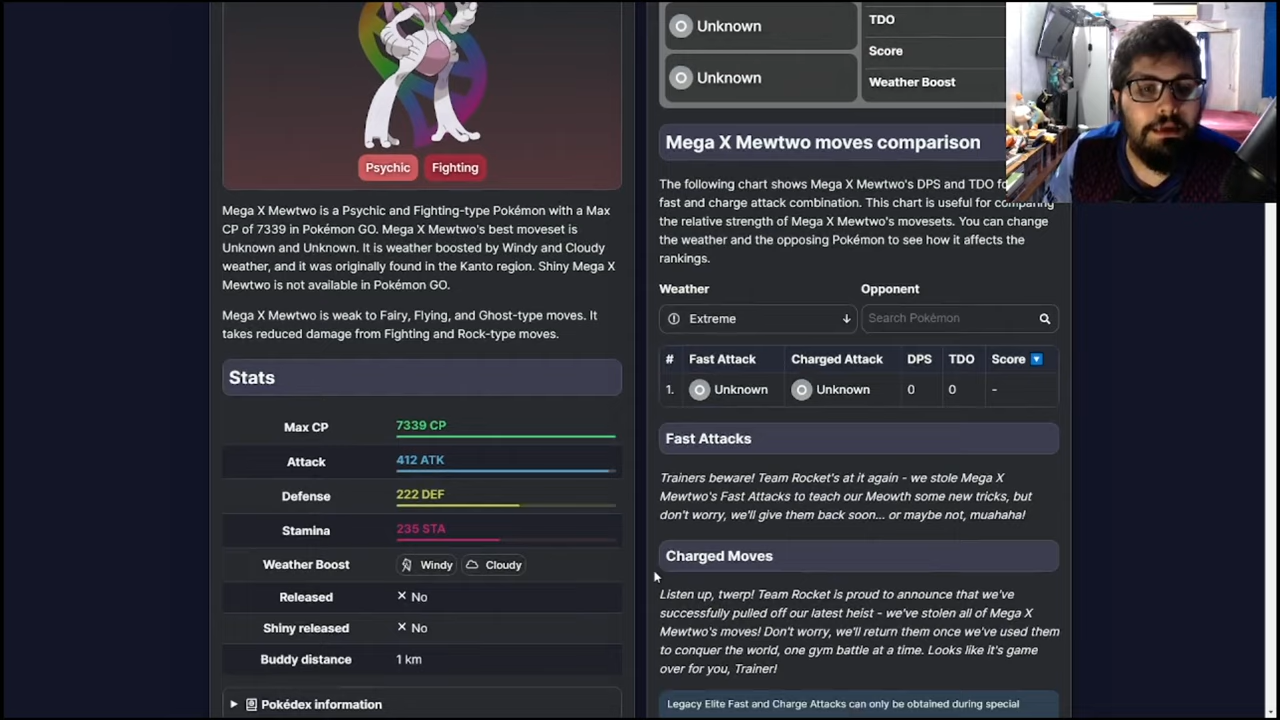 Psychic
Fighting
Mega X Mewtwo is a Psychic and Fighting-type Pokémon with a Max
CP of 7339 in Pokémon GO. Mega X Mewtwo's best moveset is
Unknown and Unknown. It is weather boosted by Windy and Cloudy
weather, and it was originally found in the Kanto region. Shiny Mega X
Mewtwo is not available in Pokémon GO.
Mega X Mewtwo is weak to Fairy, Flying, and Ghost-type moves. It
takes reduced damage from Fighting and Rock-type moves.
Stats
Max CP 7339 CP
Attack 412 ATK
Defense 222 DEF
Stamina 235 STA
Weather Boost Windy Cloudy
Released No
Shiny released No
Buddy distance 1 km
Pokédex information
Unknown
Unknown
TDO
Score
Weather Boost
Mega X Mewtwo moves comparison
The following chart shows Mega X Mewtwo's DPS and TDO
fast and charge attack combination. This chart is useful for comparing
the relative strength of Mega X Mewtwo's movesets. You can change
the weather and the opposing Pokémon to see how it affects the
rankings.
Weather Opponent
Extreme Search Pokémon
# Fast Attack Charged Attack DPS TDO Score
1. Unknown Unknown 0 0 -
Fast Attacks
Trainers beware! Team Rocket's at it again - we stole Mega X
Mewtwo's Fast Attacks to teach our Meowth some new tricks, but
don't worry, we'll give them back soon... or maybe not, muahaha!
Charged Moves
Listen up, twerp! Team Rocket is proud to announce that we've
successfully pulled off our latest heist - we've stolen all of Mega X
Mewtwo's moves! Don't worry, we'll return them once we've used them
to conquer the world, one gym battle at a time. Looks like it's game
over for you, Trainer!
Legacy Elite Fast and Charge Attacks can only be obtained during special